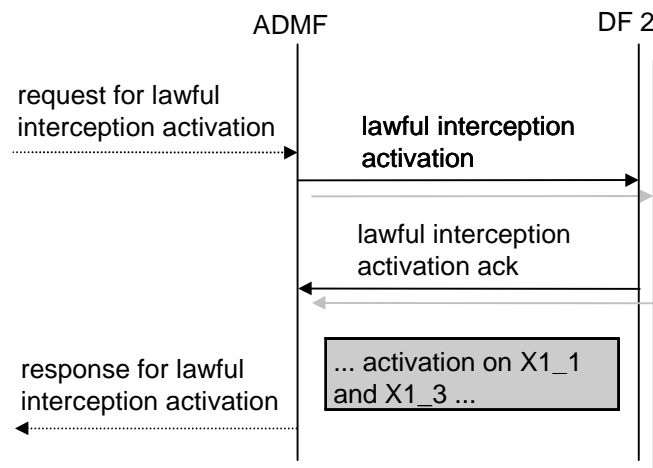 ADMF
DF 2
request for lawful
interception activation
lawful interception
activation
lawful interception
activation ack
... activation on X1_1
and X1_3 ...
response for lawful
interception activation